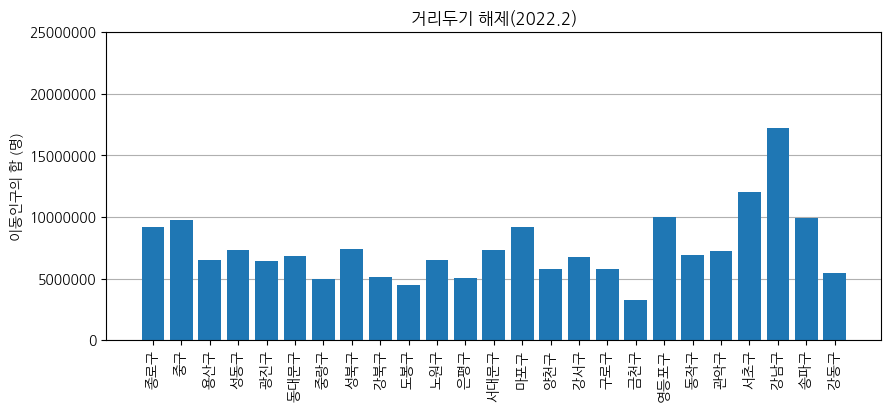 거리두기 해제(2022.2)
이동인구의 합 (명)
25000000
20000000
15000000
10000000
5000000
0
종로구
중구
용산구
성동구
광진구
동대문구
중랑구
성북구
강북구
도봉구
노원구
은평구
서대문구
마포구
양천구
강서구
구로구
금천구
영등포구
동작구
관악구
서초구
강남구
송파구
강동구